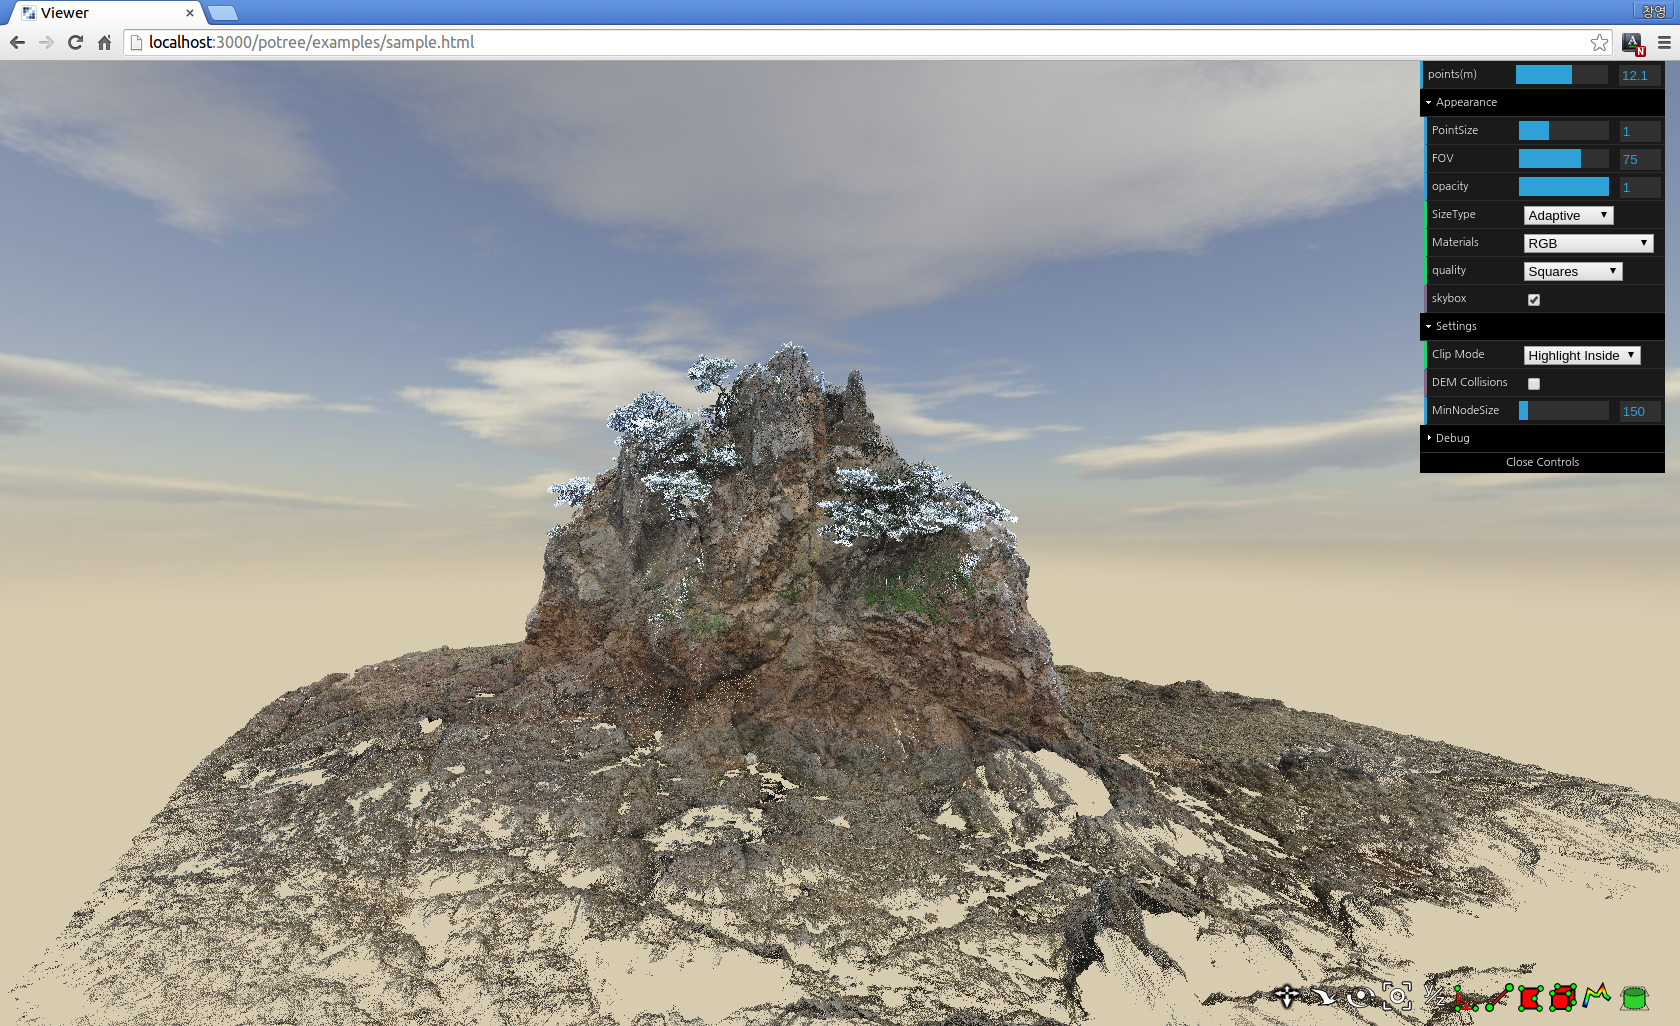 Viewer
창영
localhost:3000/potree/examples/sample.html
points(m) 12.1
Appearance
PointSize 1
FOV 75
opacity 1
SizeType Adaptive
Materials RGB
quality Squares
skybox
Settings
Clip Mode Highlight Inside
DEM Collisions
MinNodeSize 150
Debug
Close Controls